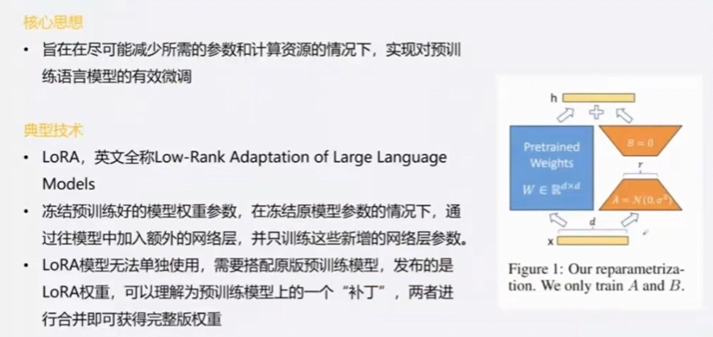 核心思想
• 旨在在尽可能减少所需的参数和计算资源的情况下，实现对预训
练语言模型的有效微调
典型技术
• LoRA，英文全称Low-Rank Adaptation of Large Language
Models
• 冻结预训练好的模型权重参数，在冻结原模型参数的情况下，通
过往模型中加入额外的网络层，并只训练这些新增的网络层参数。
• LoRA模型无法单独使用，需要搭配原版预训练模型，发布的是
LoRA权重，可以理解为预训练模型上的一个“补丁”，两者进
行合并即可获得完整版权重
h
Pretrained
Weights
W ∈ ℝ^{d×d}
B = 0
r
A = 𝒩(0, σ²)
d
x
Figure 1: Our reparametriza-
tion. We only train A and B.